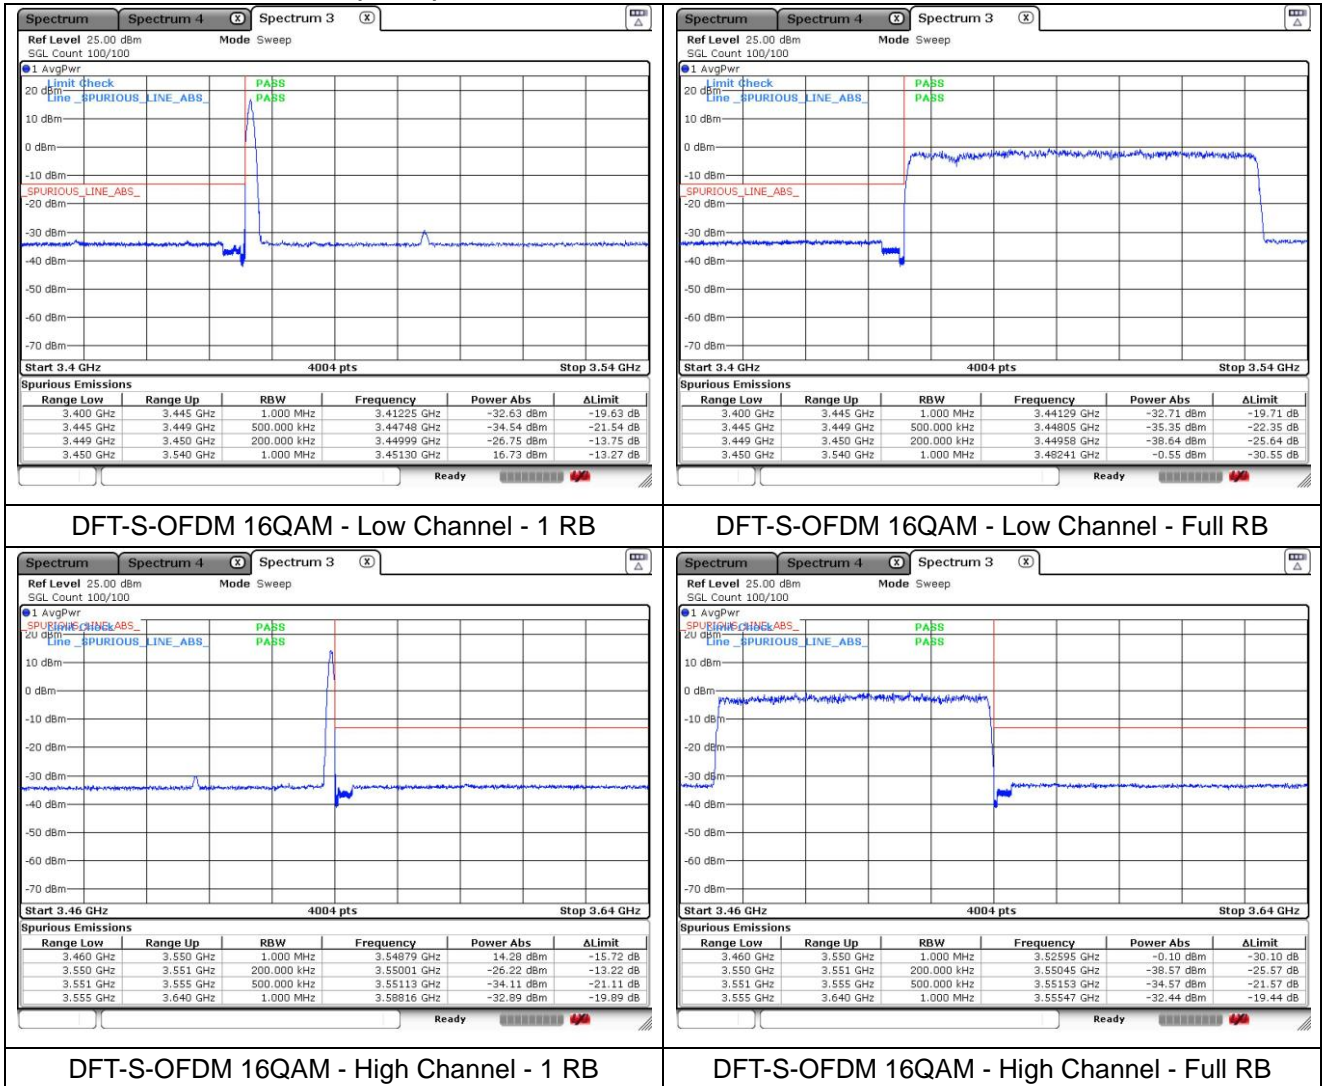 Spectrum Spectrum 4 X Spectrum 3 X
Ref Level 25.00 dBm Mode Sweep
SGL Count 100/100
1 AvgPwr
Limit Check PASS
20 dBm
Line _SPURIOUS_LINE_ABS_ PASS
10 dBm
0 dBm
-10 dBm
_SPURIOUS_LINE_ABS_
-20 dBm
-30 dBm
-40 dBm
-50 dBm
-60 dBm
-70 dBm
Start 3.4 GHz 4004 pts Stop 3.54 GHz
Spurious Emissions
Range Low Range Up RBW Frequency Power Abs ΔLimit
3.400 GHz 3.445 GHz 1.000 MHz 3.41225 GHz -32.63 dBm -19.63 dB
3.445 GHz 3.449 GHz 500.000 kHz 3.44748 GHz -34.54 dBm -21.54 dB
3.449 GHz 3.450 GHz 200.000 kHz 3.44999 GHz -26.75 dBm -13.75 dB
3.450 GHz 3.540 GHz 1.000 MHz 3.45130 GHz 16.73 dBm -13.27 dB
Ready
DFT-S-OFDM 16QAM - Low Channel - 1 RB
Spectrum Spectrum 4 X Spectrum 3 X
Ref Level 25.00 dBm Mode Sweep
SGL Count 100/100
1 AvgPwr
Limit Check PASS
20 dBm
Line _SPURIOUS_LINE_ABS_ PASS
10 dBm
0 dBm
-10 dBm
_SPURIOUS_LINE_ABS_
-20 dBm
-30 dBm
-40 dBm
-50 dBm
-60 dBm
-70 dBm
Start 3.4 GHz 4004 pts Stop 3.54 GHz
Spurious Emissions
Range Low Range Up RBW Frequency Power Abs ΔLimit
3.400 GHz 3.445 GHz 1.000 MHz 3.44129 GHz -32.71 dBm -19.71 dB
3.445 GHz 3.449 GHz 500.000 kHz 3.44805 GHz -35.35 dBm -22.35 dB
3.449 GHz 3.450 GHz 200.000 kHz 3.44958 GHz -38.64 dBm -25.64 dB
3.450 GHz 3.540 GHz 1.000 MHz 3.48241 GHz -0.55 dBm -30.55 dB
Ready
DFT-S-OFDM 16QAM - Low Channel - Full RB
Spectrum Spectrum 4 X Spectrum 3 X
Ref Level 25.00 dBm Mode Sweep
SGL Count 100/100
1 AvgPwr
_SPURIOUS_LINE_ABS_
Limit Check PASS
20 dBm
Line _SPURIOUS_LINE_ABS_ PASS
10 dBm
0 dBm
-10 dBm
-20 dBm
-30 dBm
-40 dBm
-50 dBm
-60 dBm
-70 dBm
Start 3.46 GHz 4004 pts Stop 3.64 GHz
Spurious Emissions
Range Low Range Up RBW Frequency Power Abs ΔLimit
3.460 GHz 3.550 GHz 1.000 MHz 3.54879 GHz 14.28 dBm -15.72 dB
3.550 GHz 3.551 GHz 200.000 kHz 3.55001 GHz -26.22 dBm -13.22 dB
3.551 GHz 3.555 GHz 500.000 kHz 3.55113 GHz -34.11 dBm -21.11 dB
3.555 GHz 3.640 GHz 1.000 MHz 3.58816 GHz -32.89 dBm -19.89 dB
Ready
DFT-S-OFDM 16QAM - High Channel - 1 RB
Spectrum Spectrum 4 X Spectrum 3 X
Ref Level 25.00 dBm Mode Sweep
SGL Count 100/100
1 AvgPwr
_SPURIOUS_LINE_ABS_
Limit Check PASS
20 dBm
Line _SPURIOUS_LINE_ABS_ PASS
10 dBm
0 dBm
-10 dBm
-20 dBm
-30 dBm
-40 dBm
-50 dBm
-60 dBm
-70 dBm
Start 3.46 GHz 4004 pts Stop 3.64 GHz
Spurious Emissions
Range Low Range Up RBW Frequency Power Abs ΔLimit
3.460 GHz 3.550 GHz 1.000 MHz 3.52595 GHz -0.10 dBm -30.10 dB
3.550 GHz 3.551 GHz 200.000 kHz 3.55045 GHz -38.57 dBm -25.57 dB
3.551 GHz 3.555 GHz 500.000 kHz 3.55153 GHz -34.57 dBm -21.57 dB
3.555 GHz 3.640 GHz 1.000 MHz 3.55547 GHz -32.44 dBm -19.44 dB
Ready
DFT-S-OFDM 16QAM - High Channel - Full RB